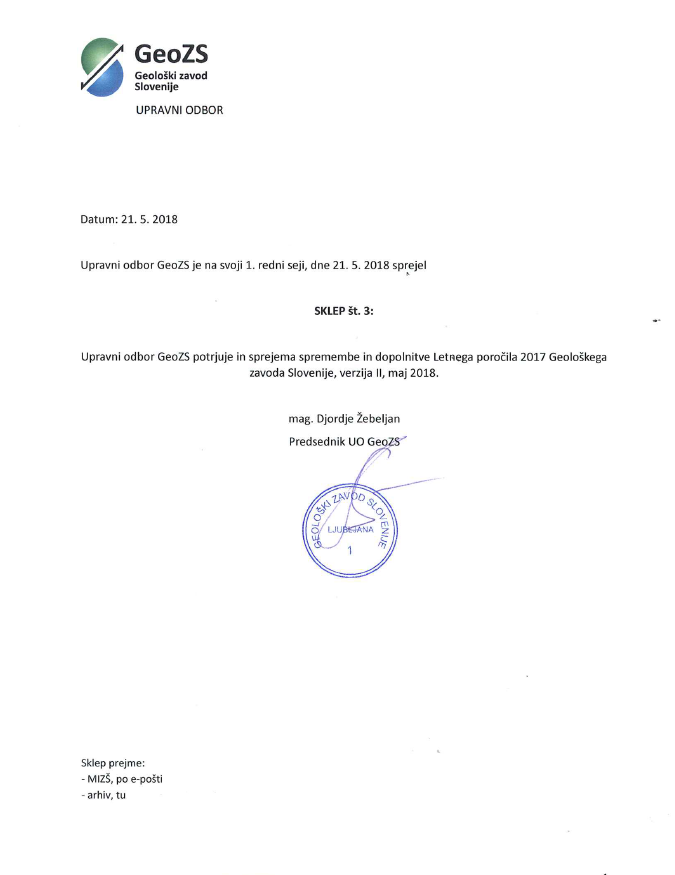 GeoZS
Geološki zavod
Slovenije
UPRAVNI ODBOR
Datum: 21. 5. 2018
Upravni odbor GeoZS je na svoji 1. redni seji, dne 21. 5. 2018 sprejel
SKLEP št. 3:
Upravni odbor GeoZS potrjuje in sprejema spremembe in dopolnitve Letnega poročila 2017 Geološkega
zavoda Slovenije, verzija II, maj 2018.
mag. Djordje Žebeljan
Predsednik UO GeoZS
GEOLOŠKI ZAVOD SLOVENIJE
LJUBLJANA
1
Sklep prejme:
- MIZŠ, po e-pošti
- arhiv, tu